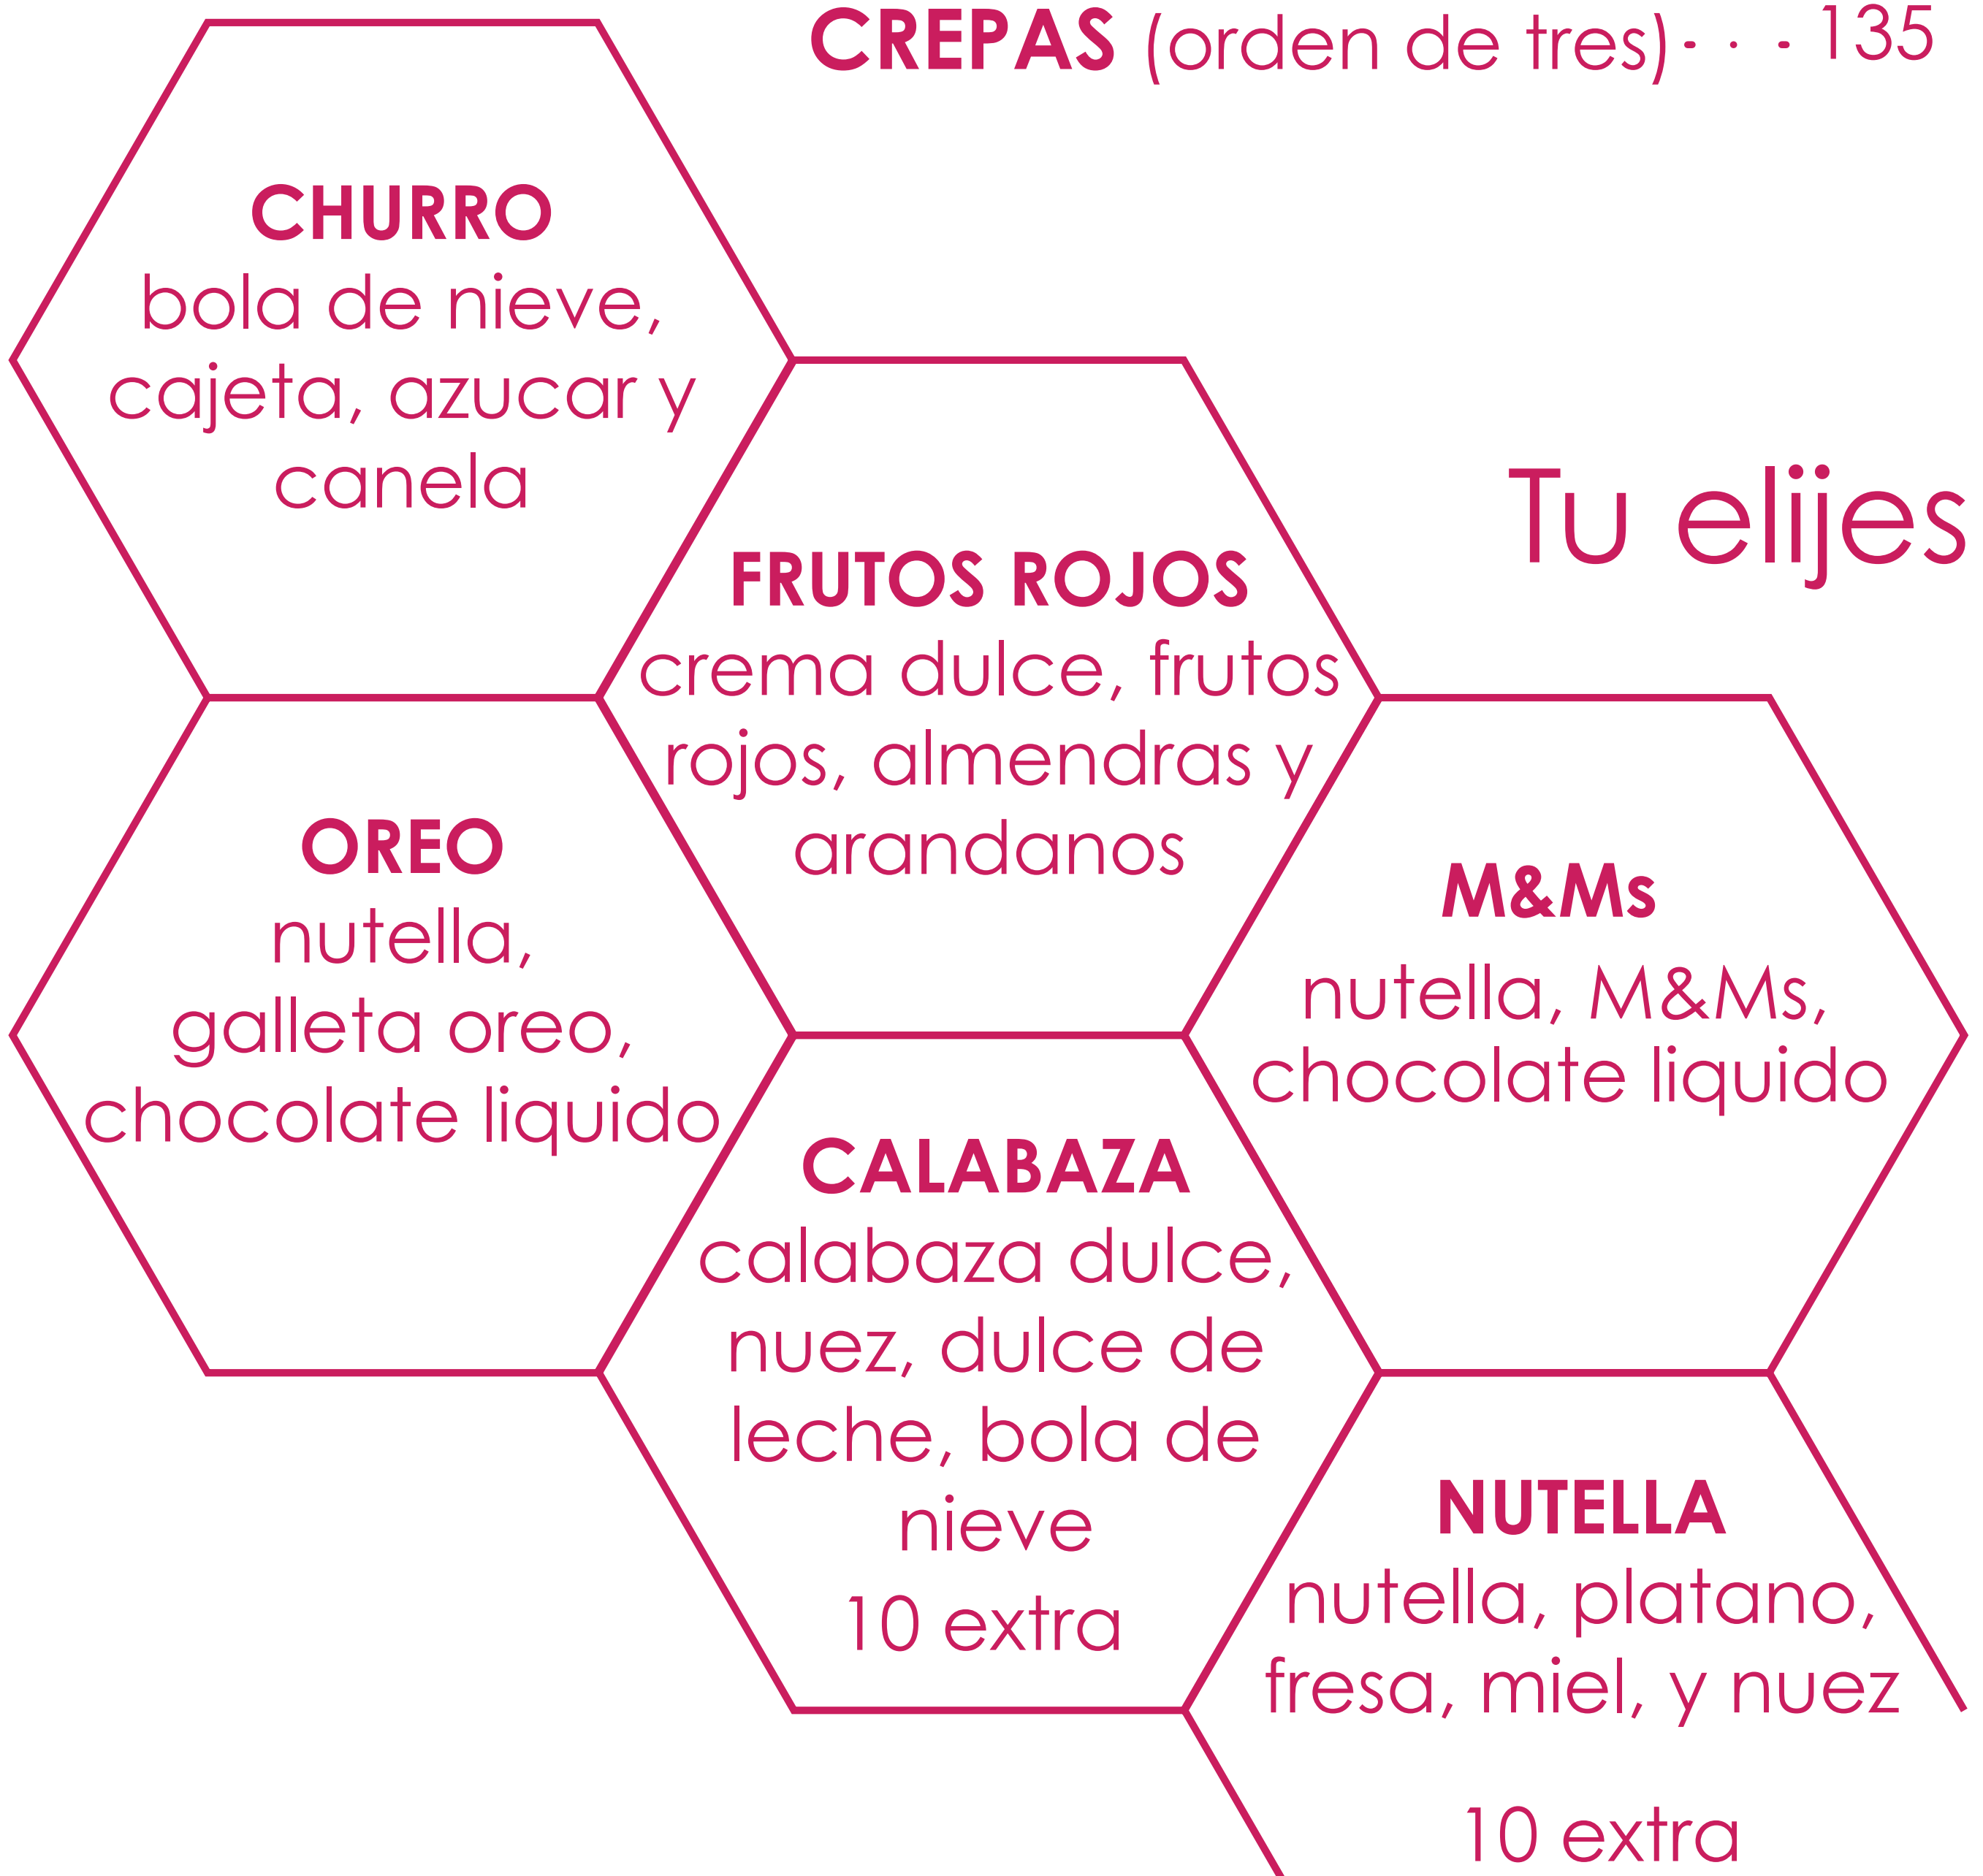 CREPAS (orden de tres)- · - 135
CHURRO
bola de nieve,
cajeta, azucar y
canela
Tu elijes
FRUTOS ROJOS
crema dulce, frutos
rojos, almendras y
arandanos
OREO
nutella,
galleta oreo,
chocolate liquido
M&Ms
nutella, M&Ms,
chocolate liquido
CALABAZA
calabaza dulce,
nuez, dulce de
leche, bola de
nieve
10 extra
NUTELLA
nutella, platano,
fresa, miel, y nuez
10 extra